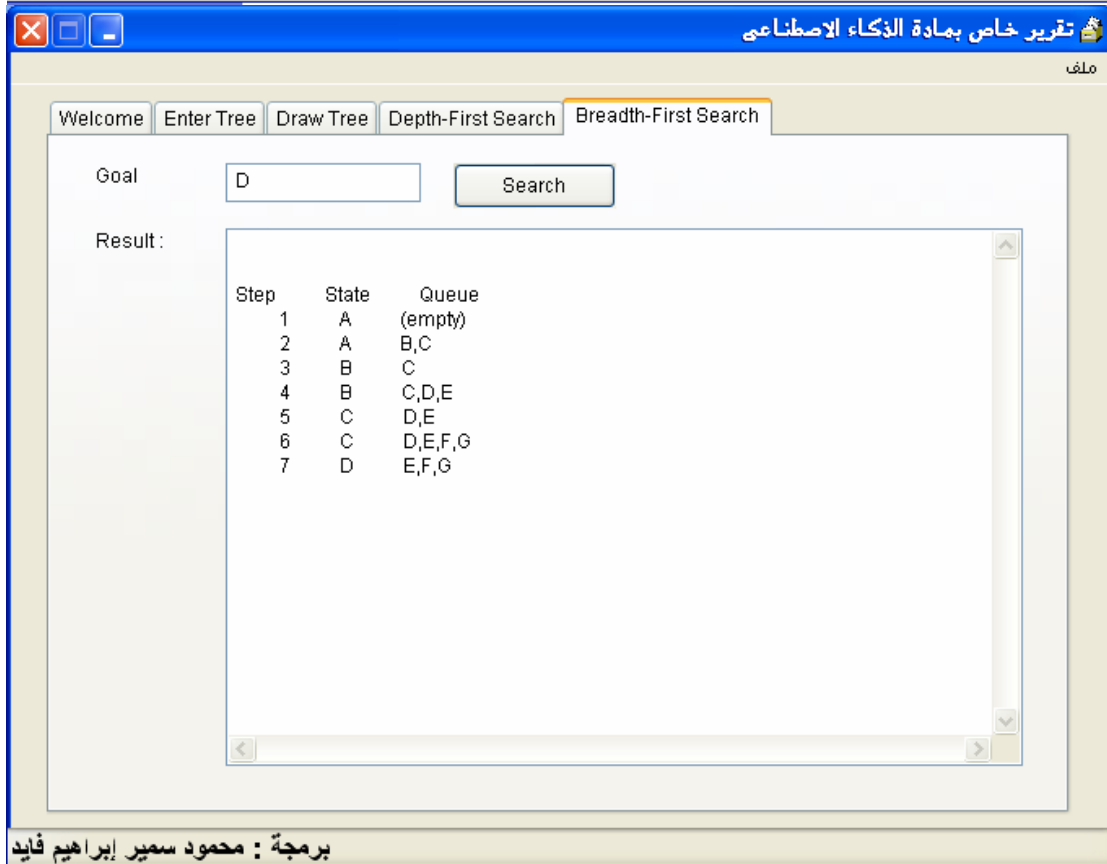 تقرير خاص بمادة الذكاء الاصطناعى
ملف
Welcome Enter Tree Draw Tree Depth-First Search Breadth-First Search
Goal D Search
Result :
Step State Queue
1 A (empty)
2 A B,C
3 B C
4 B C,D,E
5 C D,E
6 C D,E,F,G
7 D E,F,G
برمجة : محمود سمير إبراهيم فايد